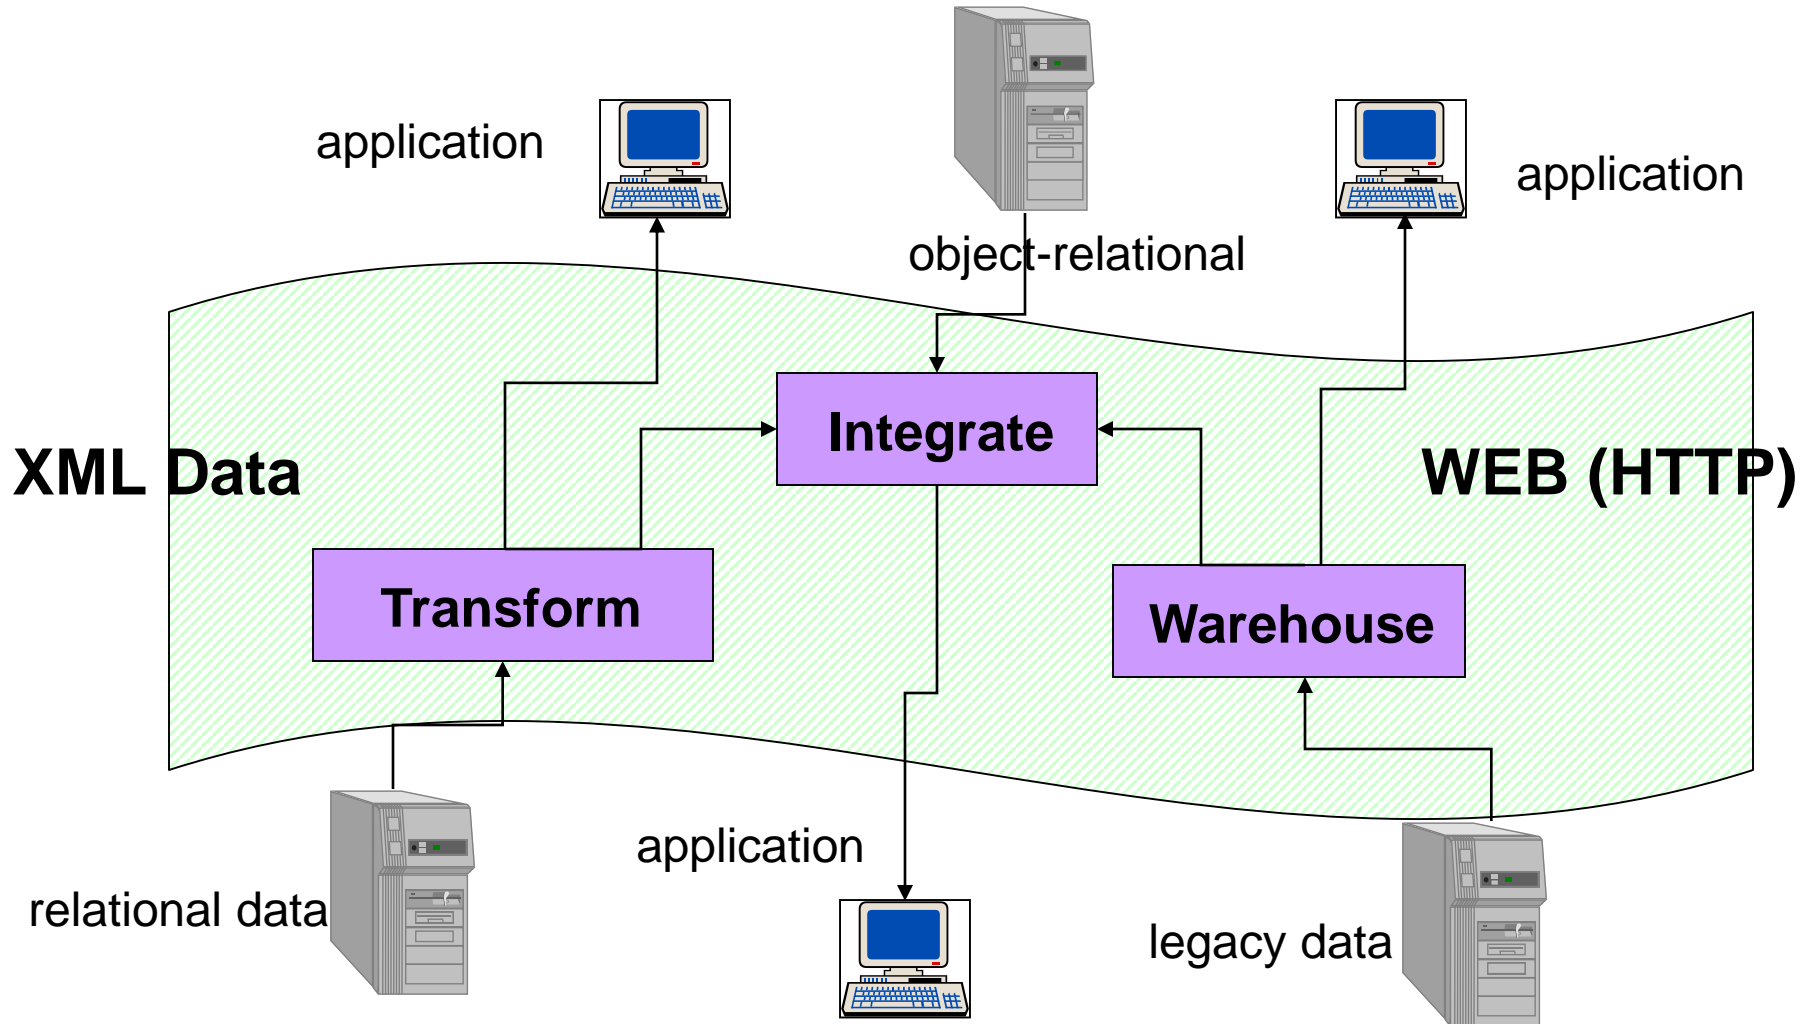 application
application
object-relational
Integrate
XML Data
WEB (HTTP)
Transform
Warehouse
application
relational data
legacy data